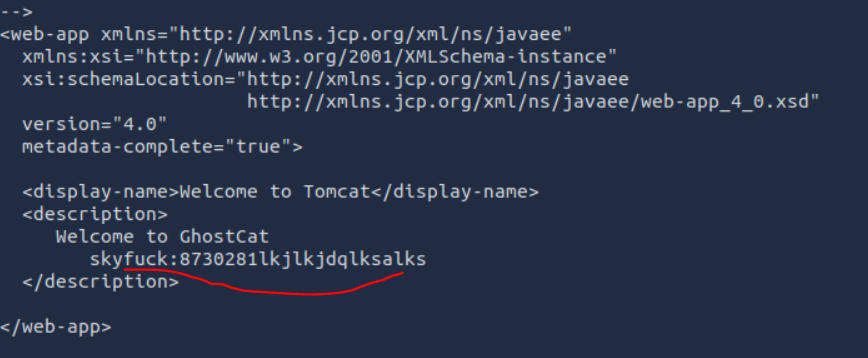 -->
<web-app xmlns="http://xmlns.jcp.org/xml/ns/javaee"
  xmlns:xsi="http://www.w3.org/2001/XMLSchema-instance"
  xsi:schemaLocation="http://xmlns.jcp.org/xml/ns/javaee
                      http://xmlns.jcp.org/xml/ns/javaee/web-app_4_0.xsd"
  version="4.0"
  metadata-complete="true">
  <display-name>Welcome to Tomcat</display-name>
  <description>
     Welcome to GhostCat
        skyfuck:8730281lkjlkjdqlksalks
  </description>
</web-app>